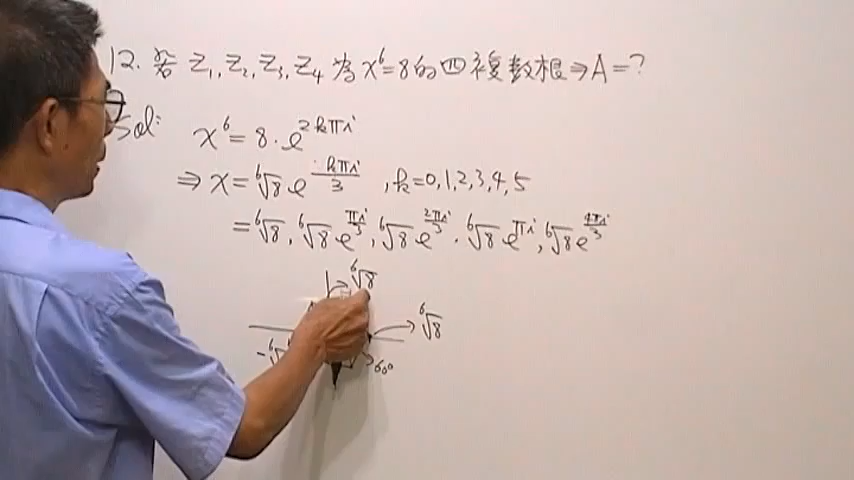 12. 若 Z₁, Z₂, Z₃, Z₄ 為 x⁶=8的四複數根⇒A=?
Sol:
x⁶ = 8·e^{2kπi}
⇒ x = ⁶√8 e^{kπi/3}, k=0,1,2,3,4,5
= ⁶√8, ⁶√8 e^{πi/3}, ⁶√8 e^{2πi/3}, ⁶√8 e^{πi}, ⁶√8 e^{4πi/3}
⁶√8
⁶√8
60°